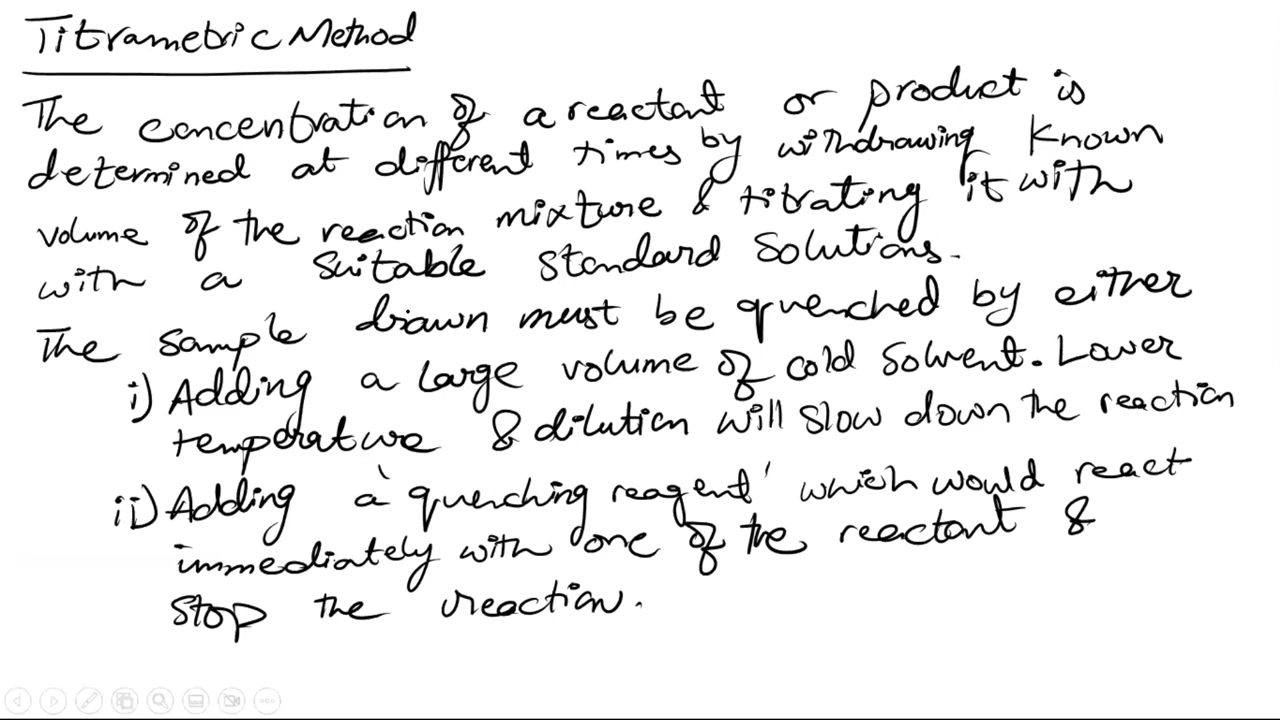 Titrametric Method
The concentration of a reactant or product is
determined at different times by withdrawing known
volume of the reaction mixture & titrating it with
with a suitable standard solutions.
The sample drawn must be quenched by either
i) Adding a large volume of cold solvent. Lower
temperature & dilution will slow down the reaction
ii) Adding a 'quenching reagent' which would react
immediately with one of the reactant &
stop the reaction.